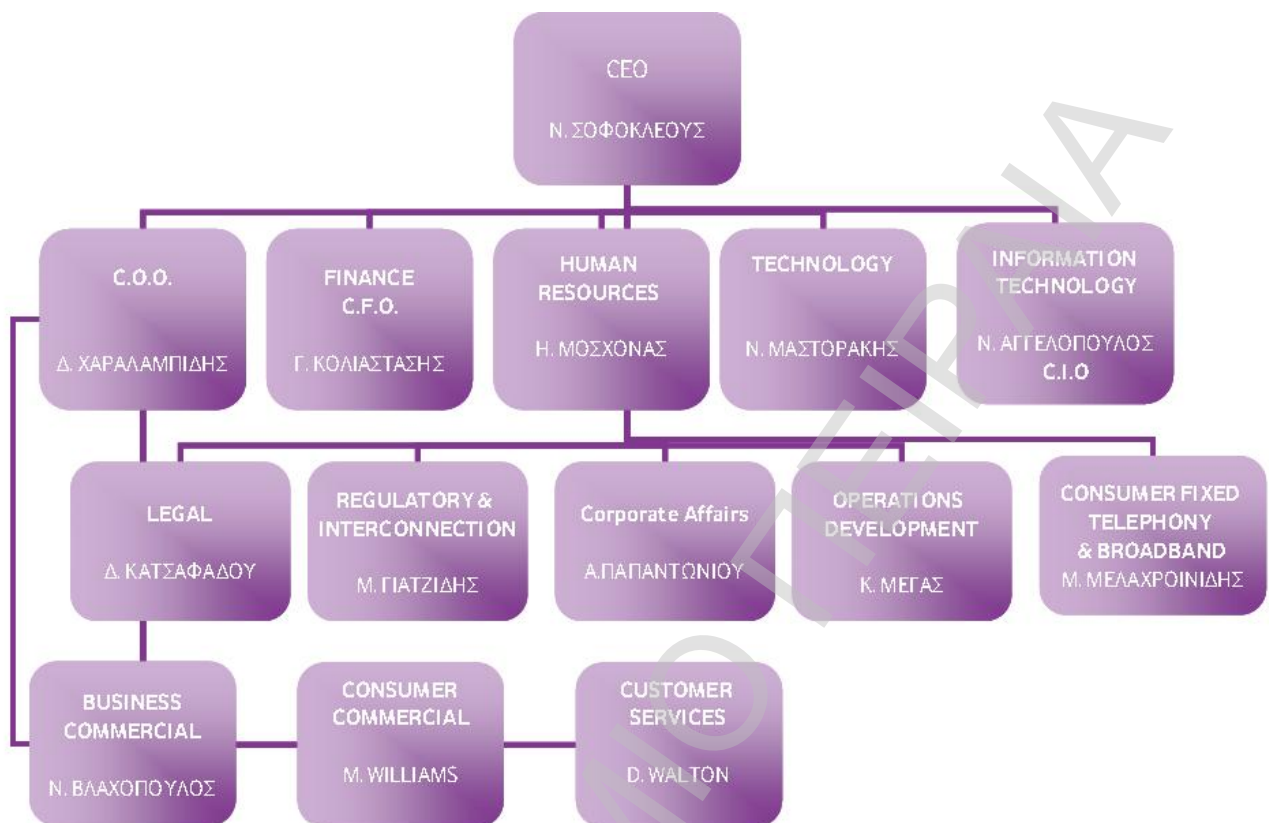 CEO
Ν. ΣΟΦΟΚΛΕΟΥΣ
C.O.O.
Δ. ΧΑΡΑΛΑΜΠΙΔΗΣ
FINANCE
C.F.O.
Γ. ΚΟΛΙΑΣΤΑΣΗΣ
HUMAN
RESOURCES
Η. ΜΟΣΧΟΝΑΣ
TECHNOLOGY
Ν. ΜΑΣΤΟΡΑΚΗΣ
INFORMATION
TECHNOLOGY
Ν. ΑΓΓΕΛΟΠΟΥΛΟΣ
C.I.O
LEGAL
Δ. ΚΑΤΣΑΦΑΔΟΥ
REGULATORY &
INTERCONNECTION
Μ. ΓΙΑΤΖΙΔΗΣ
Corporate Affairs
Α.ΠΑΠΑΝΤΩΝΙΟΥ
OPERATIONS
DEVELOPMENT
Κ. ΜΕΓΑΣ
CONSUMER FIXED
TELEPHONY
& BROADBAND
Μ. ΜΕΛΑΧΡΟΙΝΙΔΗΣ
BUSINESS
COMMERCIAL
Ν. ΒΛΑΧΟΠΟΥΛΟΣ
CONSUMER
COMMERCIAL
M. WILLIAMS
CUSTOMER
SERVICES
D. WALTON